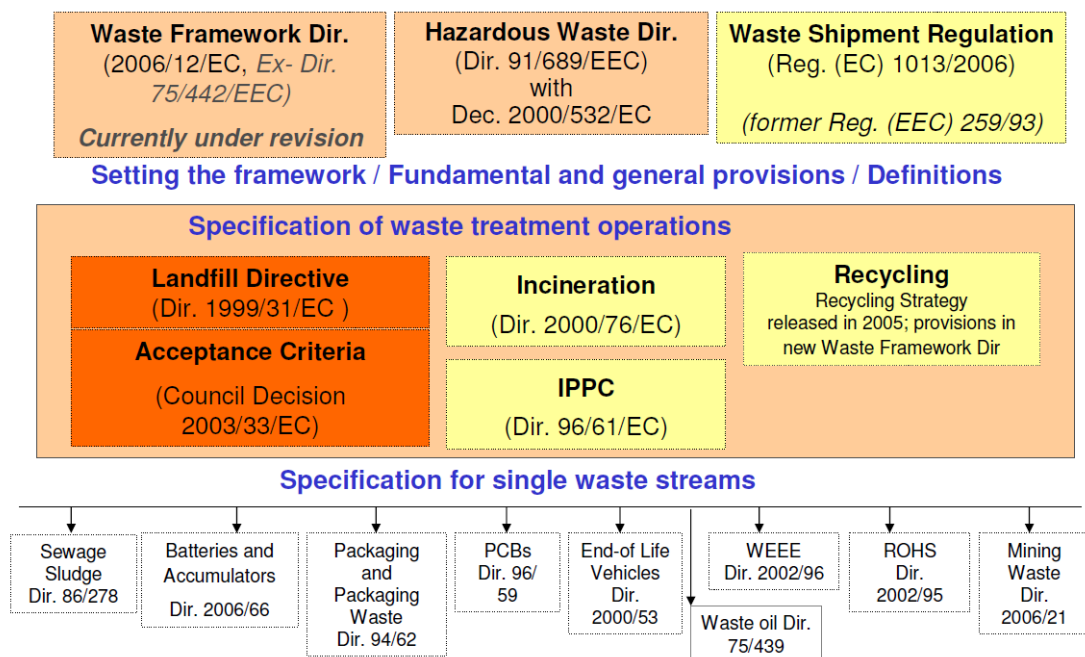 Waste Framework Dir.
(2006/12/EC, Ex- Dir.
75/442/EEC)
Currently under revision
Hazardous Waste Dir.
(Dir. 91/689/EEC)
with
Dec. 2000/532/EC
Waste Shipment Regulation
(Reg. (EC) 1013/2006)
(former Reg. (EEC) 259/93)
Setting the framework / Fundamental and general provisions / Definitions
Specification of waste treatment operations
Landfill Directive
(Dir. 1999/31/EC )
Acceptance Criteria
(Council Decision
2003/33/EC)
Incineration
(Dir. 2000/76/EC)
IPPC
(Dir. 96/61/EC)
Recycling
Recycling Strategy
released in 2005; provisions in
new Waste Framework Dir
Specification for single waste streams
Sewage
Sludge
Dir. 86/278
Batteries and
Accumulators
Dir. 2006/66
Packaging
and
Packaging
Waste
Dir. 94/62
PCBs
Dir. 96/
59
End-of Life
Vehicles
Dir.
2000/53
Waste oil Dir.
75/439
WEEE
Dir. 2002/96
ROHS
Dir.
2002/95
Mining
Waste
Dir.
2006/21